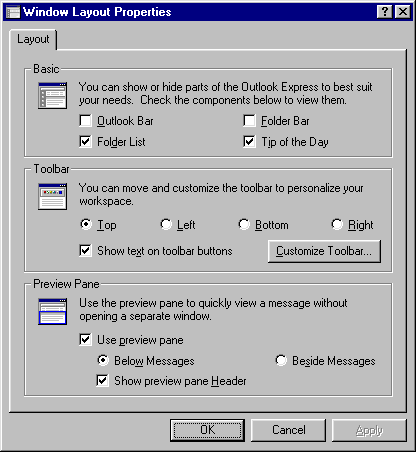 Window Layout Properties
Layout
Basic
You can show or hide parts of the Outlook Express to best suit
your needs. Check the components below to view them.
Outlook Bar
Folder Bar
Folder List
Tip of the Day
Toolbar
You can move and customize the toolbar to personalize your
workspace.
Top
Left
Bottom
Right
Show text on toolbar buttons
Customize Toolbar...
Preview Pane
Use the preview pane to quickly view a message without
opening a separate window.
Use preview pane
Below Messages
Beside Messages
Show preview pane Header
OK
Cancel
Apply